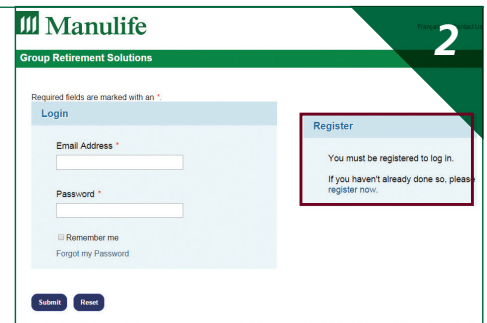 Manulife
2
Group Retirement Solutions
Required fields are marked with an *.
Login
Email Address *
Password *
Remember me
Forgot my Password
Submit Reset
Register
You must be registered to log in.
If you haven't already done so, please
register now.